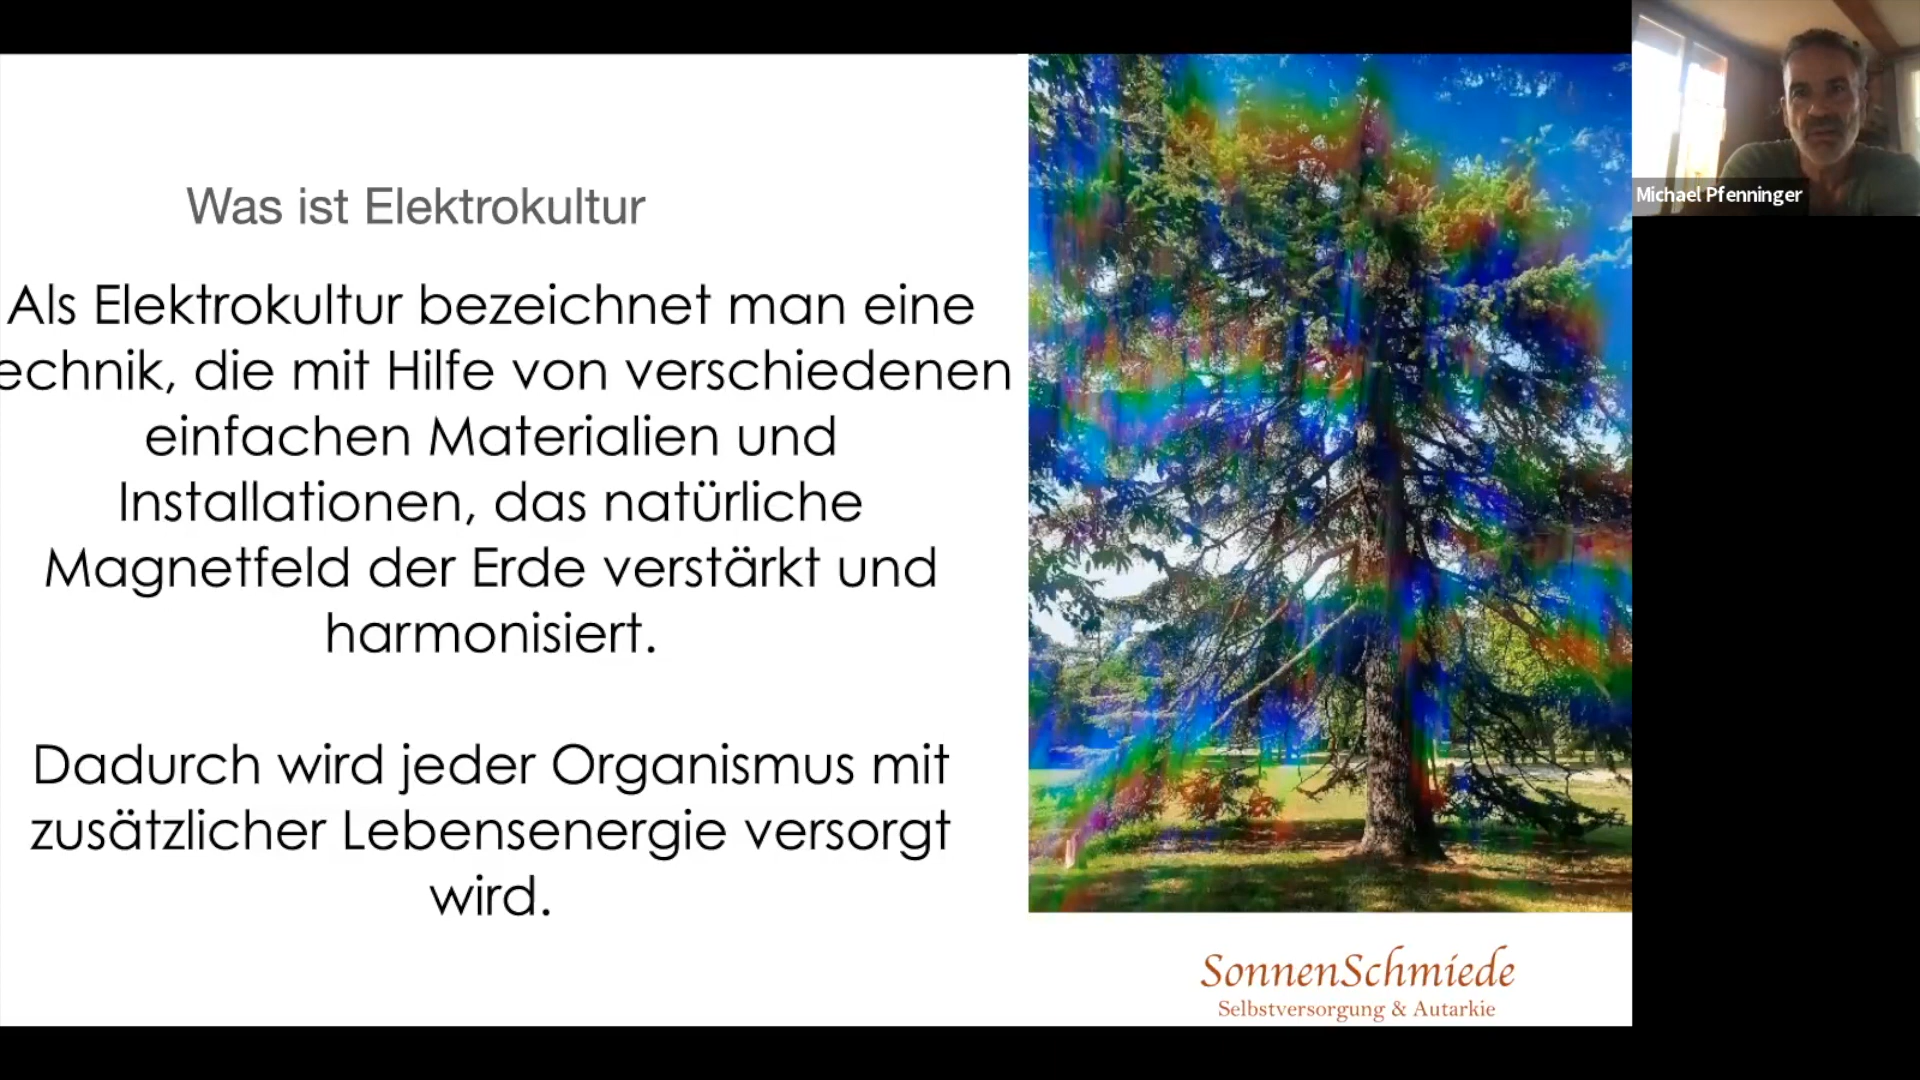 Was ist Elektrokultur
Als Elektrokultur bezeichnet man eine
echnik, die mit Hilfe von verschiedenen
einfachen Materialien und
Installationen, das natürliche
Magnetfeld der Erde verstärkt und
harmonisiert.
Dadurch wird jeder Organismus mit
zusätzlicher Lebensenergie versorgt
wird.
SonnenSchmiede
Selbstversorgung & Autarkie
Michael Pfenninger